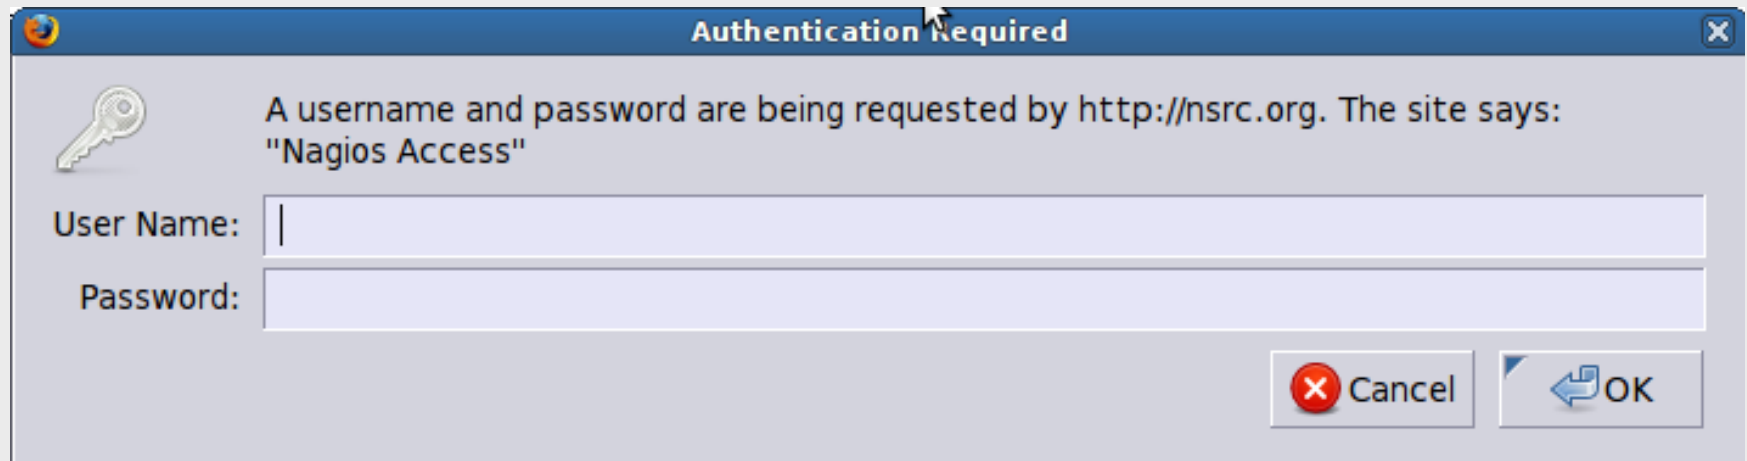 Authentication Required
A username and password are being requested by http://nsrc.org. The site says:
"Nagios Access"
User Name:
Password:
Cancel
OK